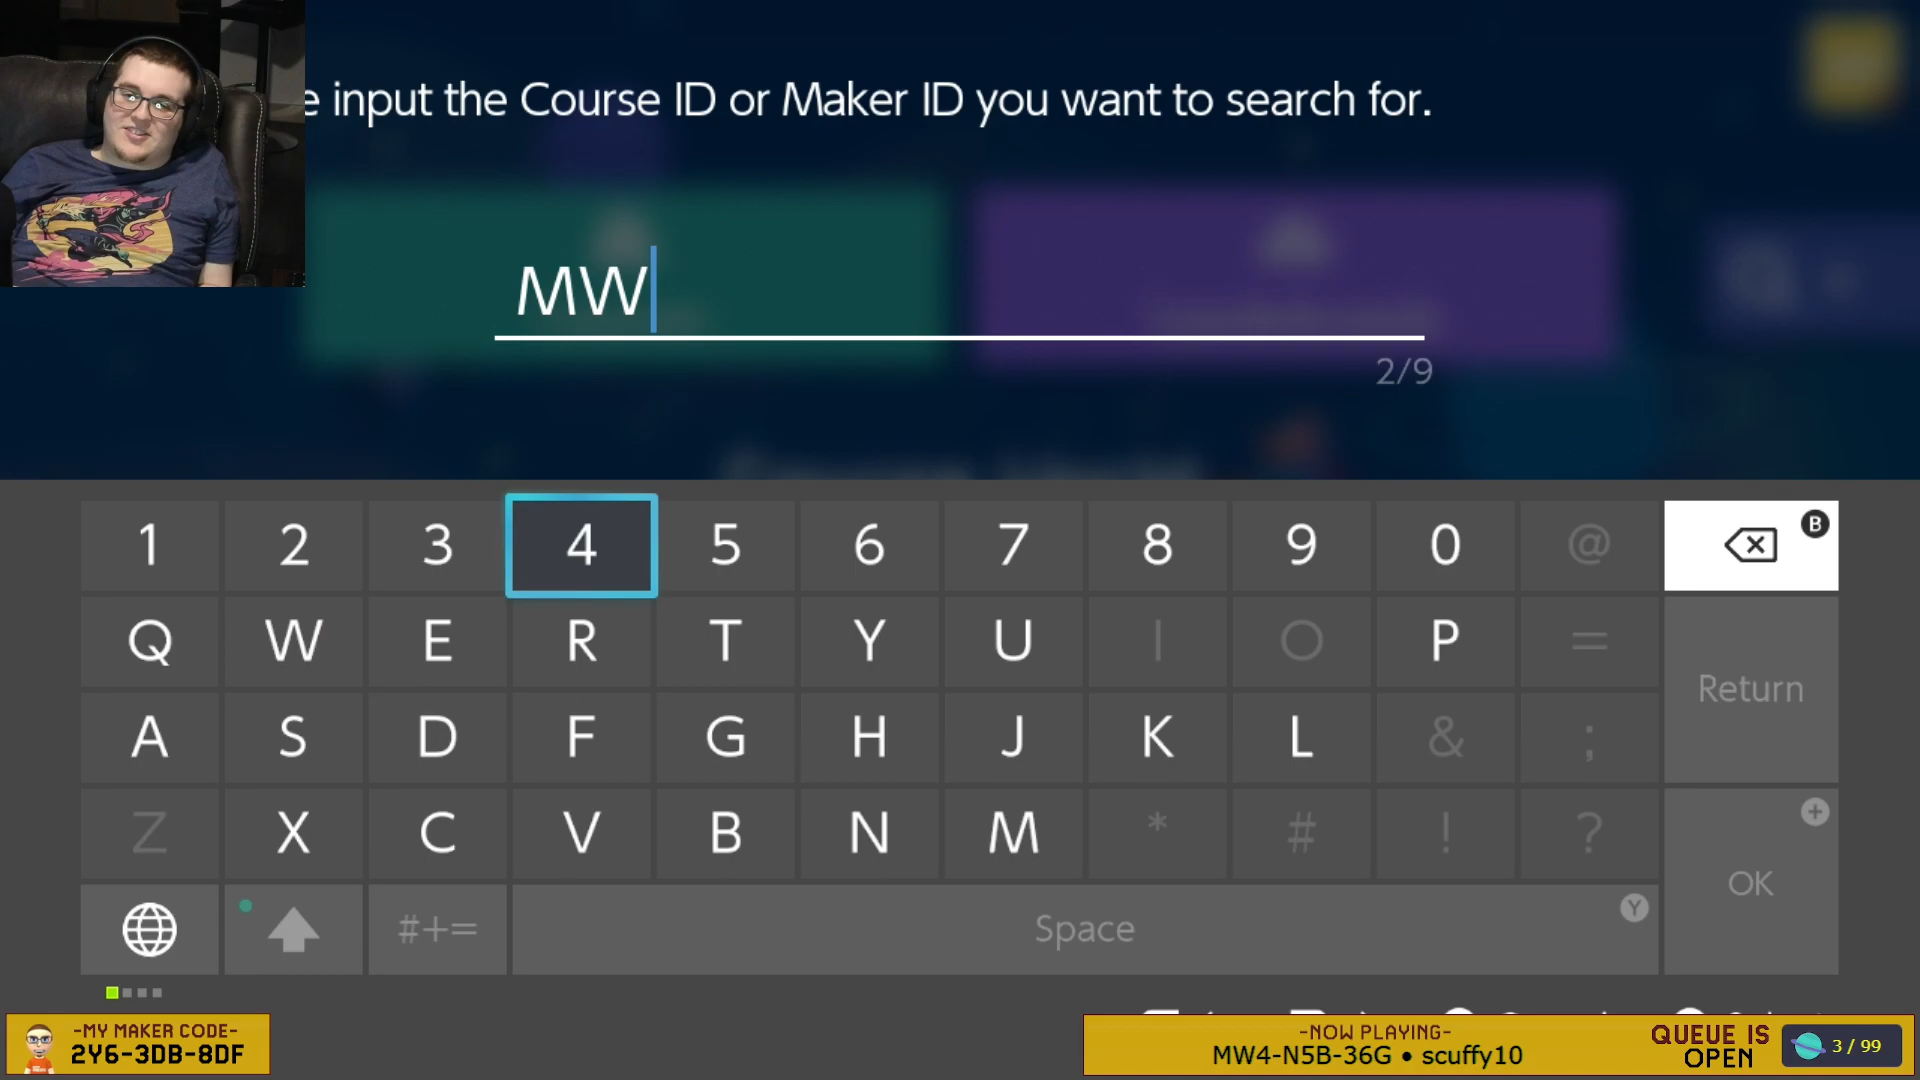 e input the Course ID or Maker ID you want to search for.
MW
2/9
1 2 3 4 5 6 7 8 9 0 @ B
Q W E R T Y U I O P =
Return
A S D F G H J K L & ;
Z X C V B N M * # ! ? +
OK
#+= Space Y
-MY MAKER CODE-
2Y6-3DB-8DF
-NOW PLAYING-
MW4-N5B-36G • scuffy10
QUEUE IS
OPEN
3 / 99